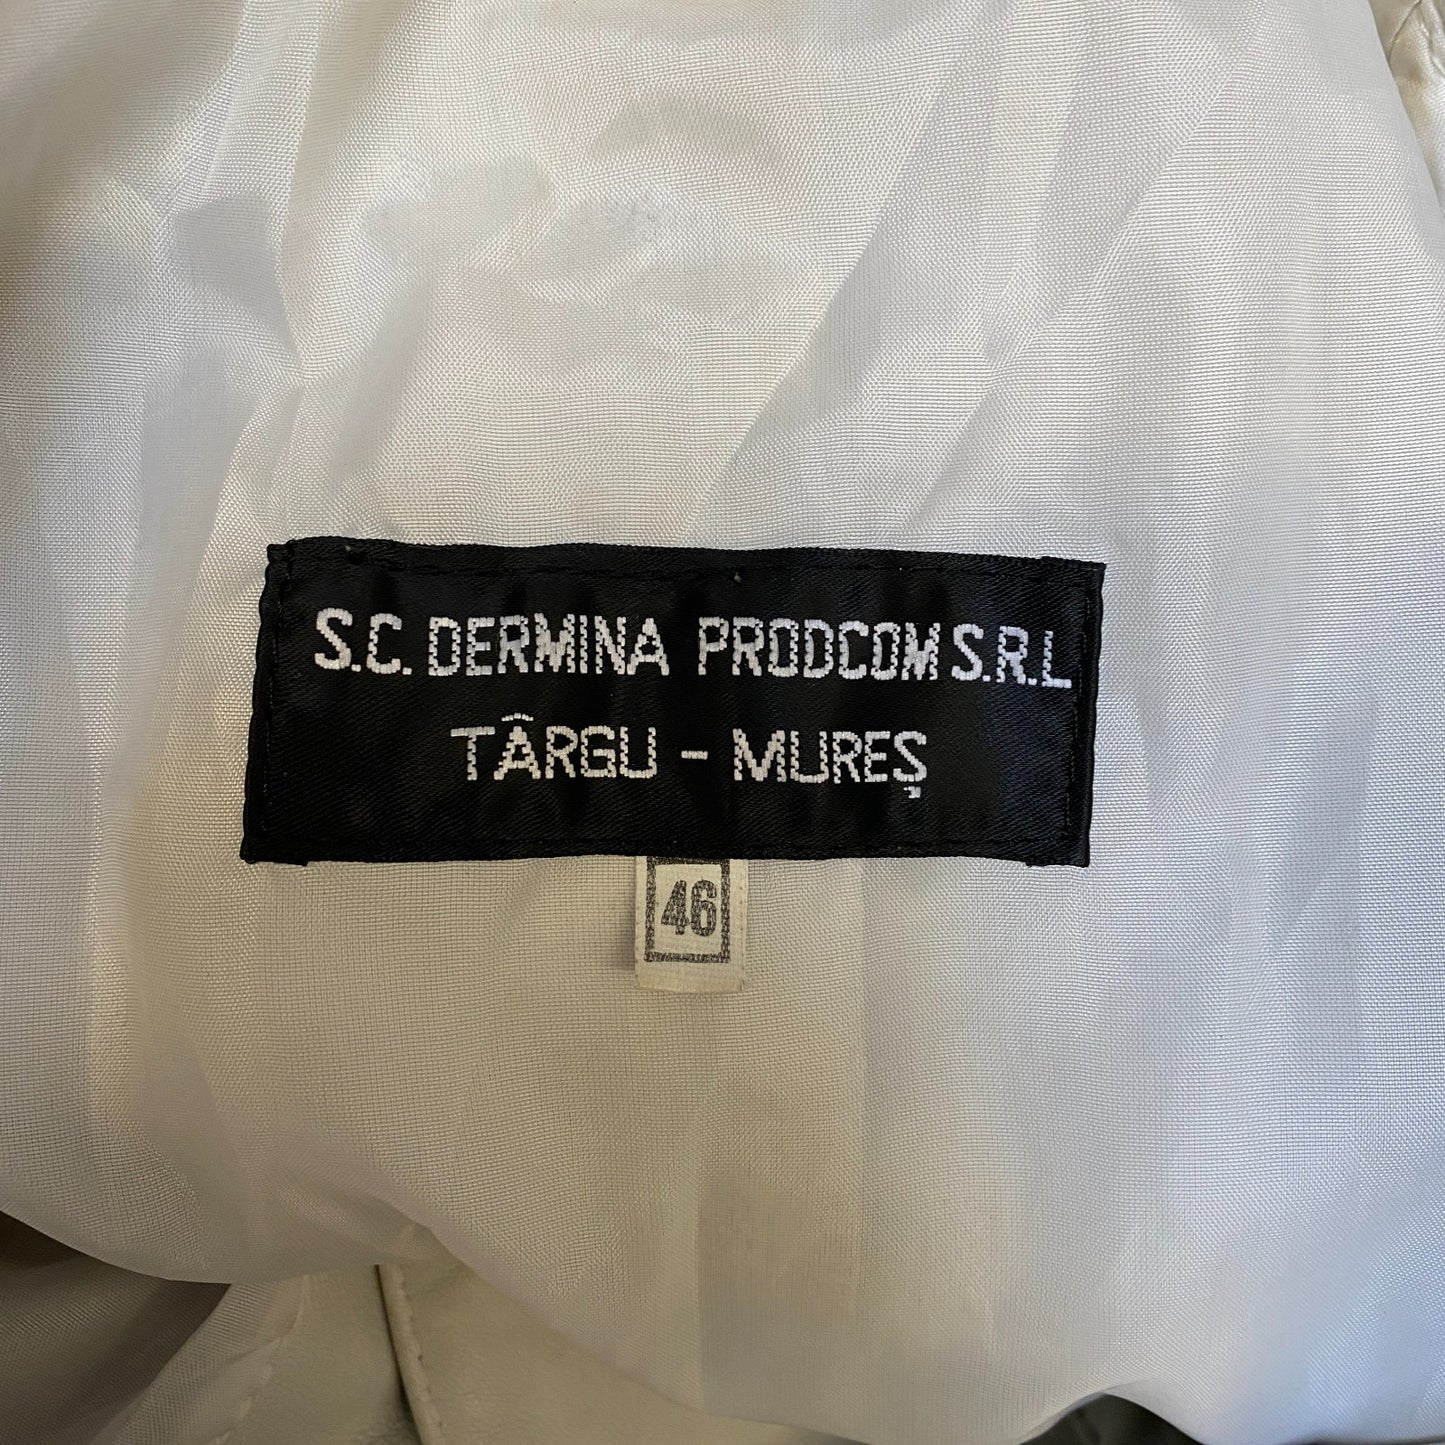 S.C. DERMINA PRODCOM S.R.L
TÂRGU - MUREȘ
46